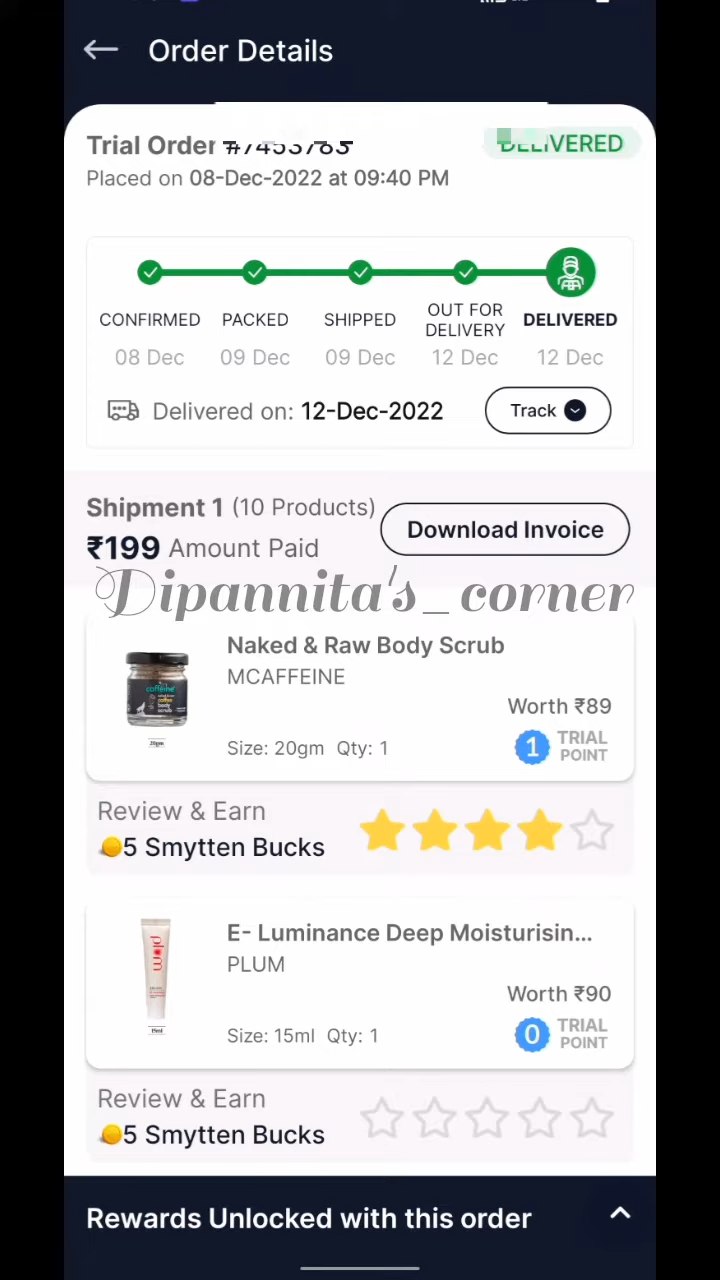 Order Details
Trial Order #7453763
DELIVERED
Placed on 08-Dec-2022 at 09:40 PM
CONFIRMED
PACKED
SHIPPED
OUT FOR
DELIVERY
DELIVERED
08 Dec
09 Dec
09 Dec
12 Dec
12 Dec
Delivered on: 12-Dec-2022
Track
Shipment 1 (10 Products)
Download Invoice
₹199 Amount Paid
Dipannita's_corner
Naked & Raw Body Scrub
MCAFFEINE
Worth ₹89
Size: 20gm Qty: 1
1 TRIAL
POINT
Review & Earn
5 Smytten Bucks
E- Luminance Deep Moisturisin...
PLUM
plum
Worth ₹90
Size: 15ml Qty: 1
0 TRIAL
POINT
Review & Earn
5 Smytten Bucks
Rewards Unlocked with this order